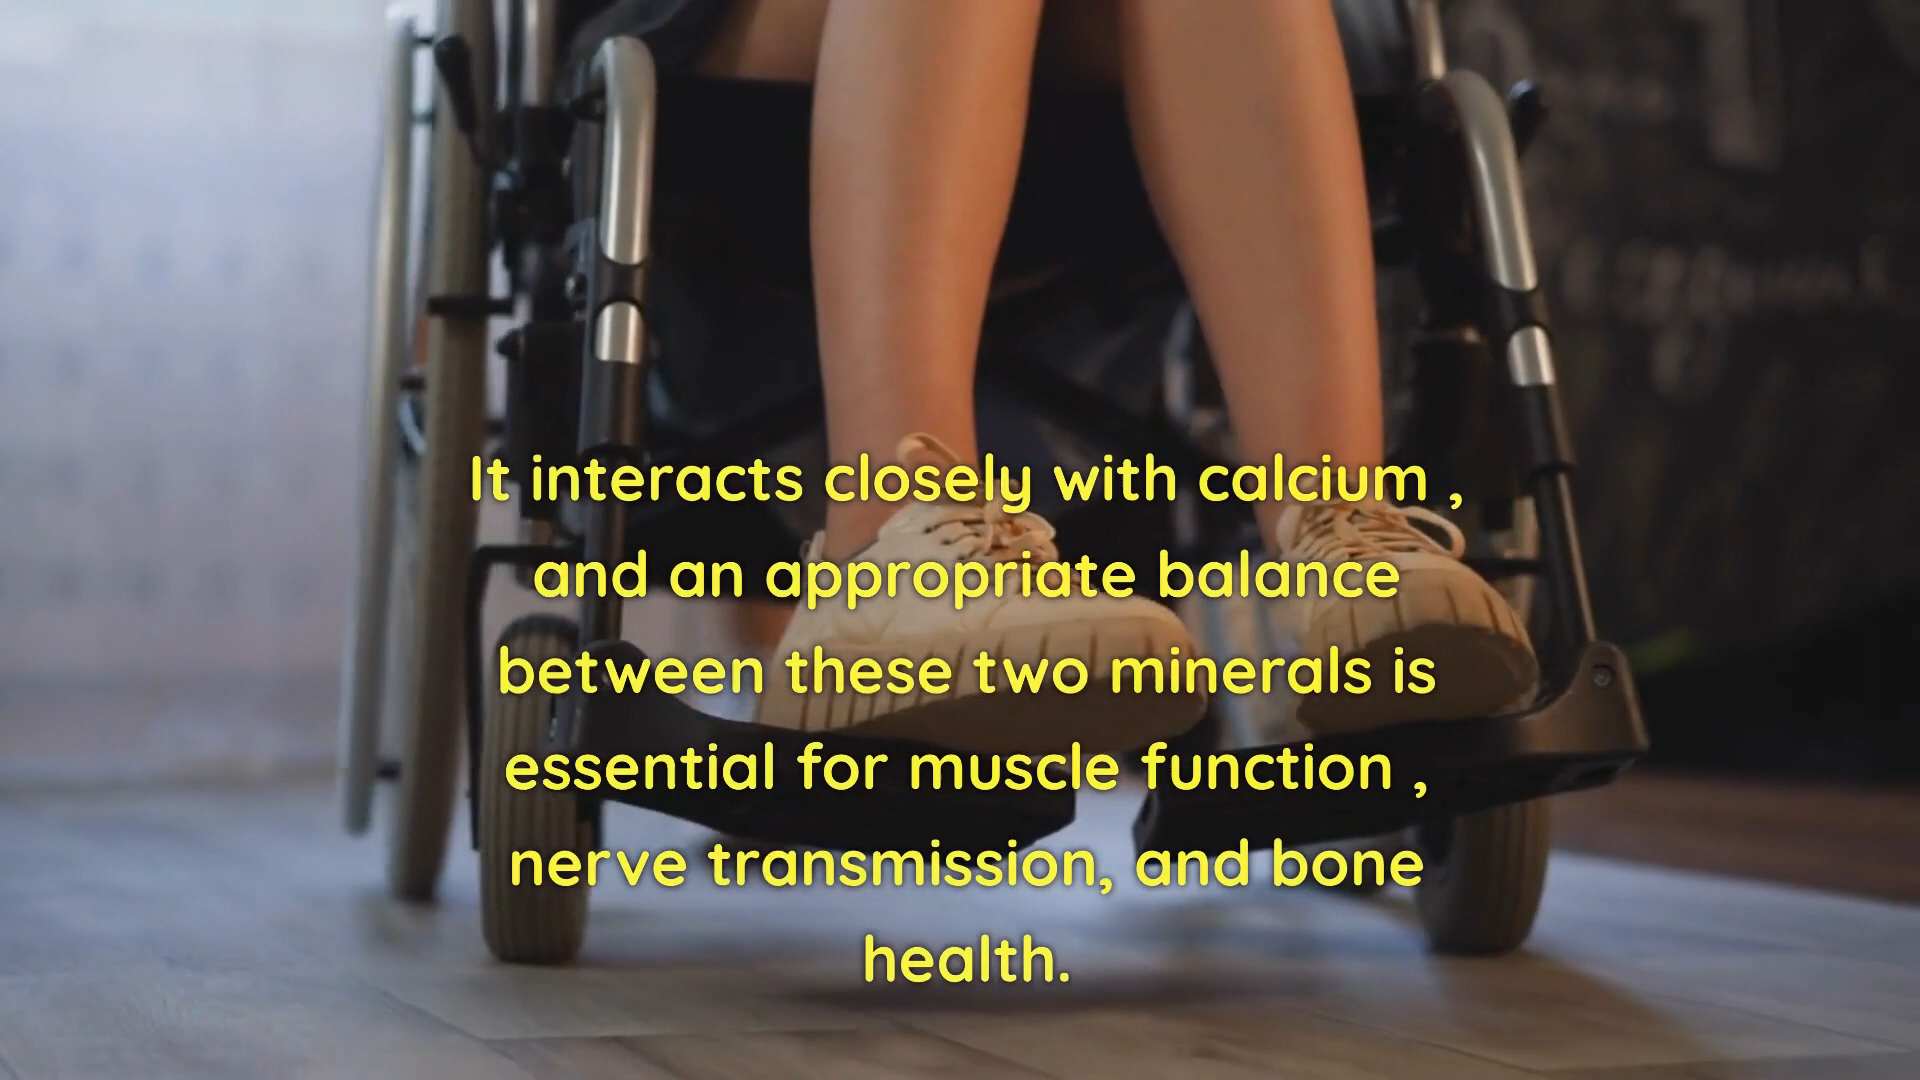 It interacts closely with calcium ,
and an appropriate balance
between these two minerals is
essential for muscle function ,
nerve transmission, and bone
health.